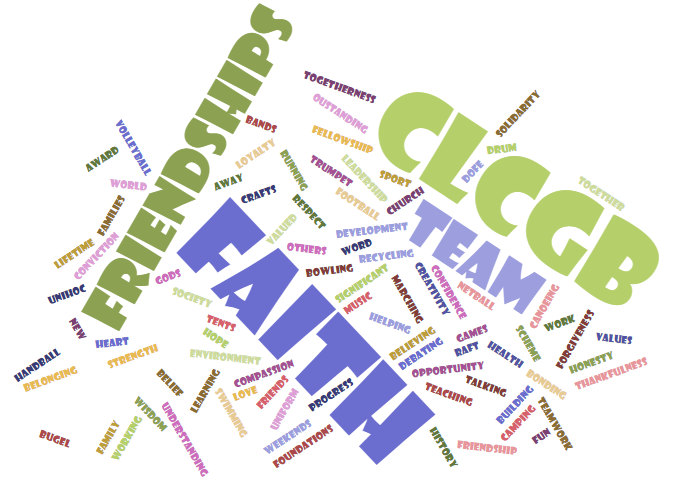 FRIENDSHIPS
TOGETHERNESS
OUSTANDING
CLCGB
SOLIDARITY
BANDS
FELLOWSHIP
DRUM
VOLLEYBALL
AWARD
LOYALTY
RUNNING
TRUMPET
LEADERSHIP
SPORT
DOFE
TOGETHER
WORLD
AWAY
CRAFTS
FOOTBALL
CHURCH
FAMILIES
RESPECT
TEAM
LIFETIME
CONVICTION
VALUED
OTHERS
WORD
DEVELOPMENT
RECYCLING
GODS
FAITH
BOWLING
UNIHOC
SOCIETY
SIGNIFICANT
MUSIC
MARCHING
CREATIVITY
CONFIDENCE
NETBALL
CANOEING
NEW
HEART
TENTS
HOPE
HELPING
BELIEVING
DEBATING
GAMES
RAFT
HEALTH
SCHEME
WORK
FORGIVENESS
VALUES
HANDBALL
BELONGING
STRENGTH
ENVIRONMENT
COMPASSION
OPPORTUNITY
HONESTY
THANKFULNESS
BONDING
BELIEF
LEARNING
SWIMMING
LOVE
FRIENDS
UNIFORM
PROGRESS
TEACHING
TALKING
BUILDING
CAMPING
TEAMWORK
FUN
WISDOM
UNDERSTANDING
WEEKENDS
FOUNDATIONS
HISTORY
FRIENDSHIP
BUGEL
FAMILY
WORKING